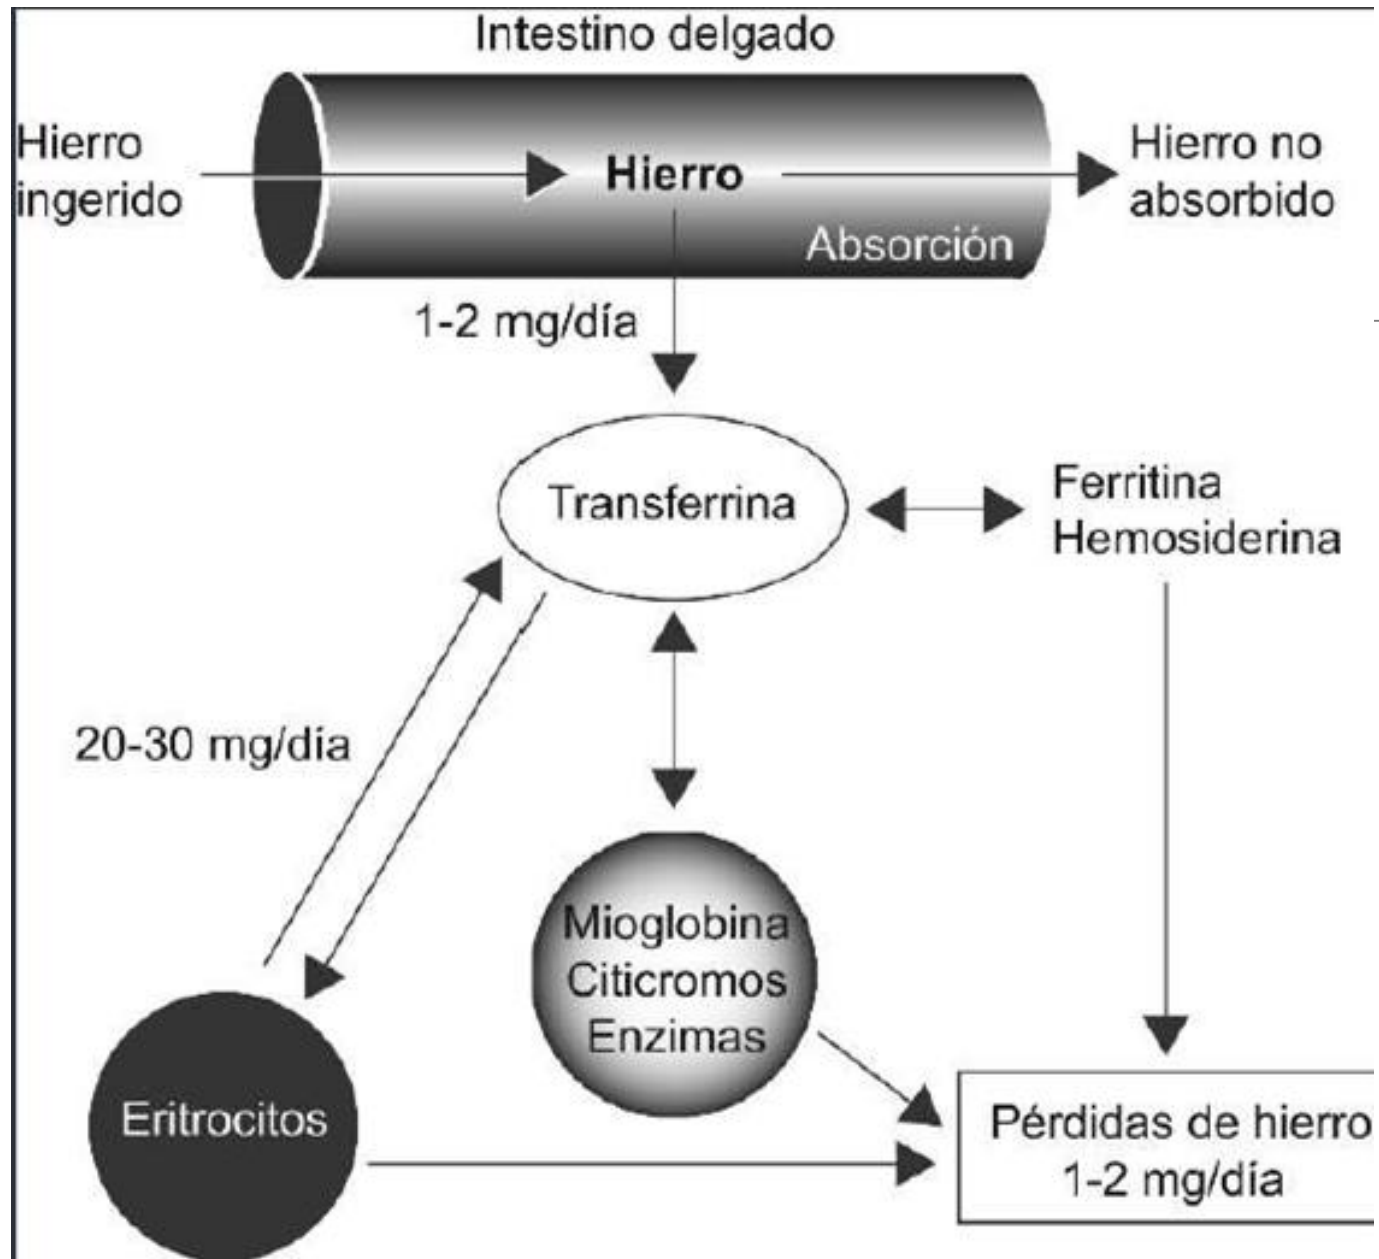 Intestino delgado
Hierro
ingerido
Hierro
Hierro no
absorbido
Absorción
1-2 mg/día
Transferrina
Ferritina
Hemosiderina
20-30 mg/día
Mioglobina
Citicromos
Enzimas
Eritrocitos
Pérdidas de hierro
1-2 mg/día